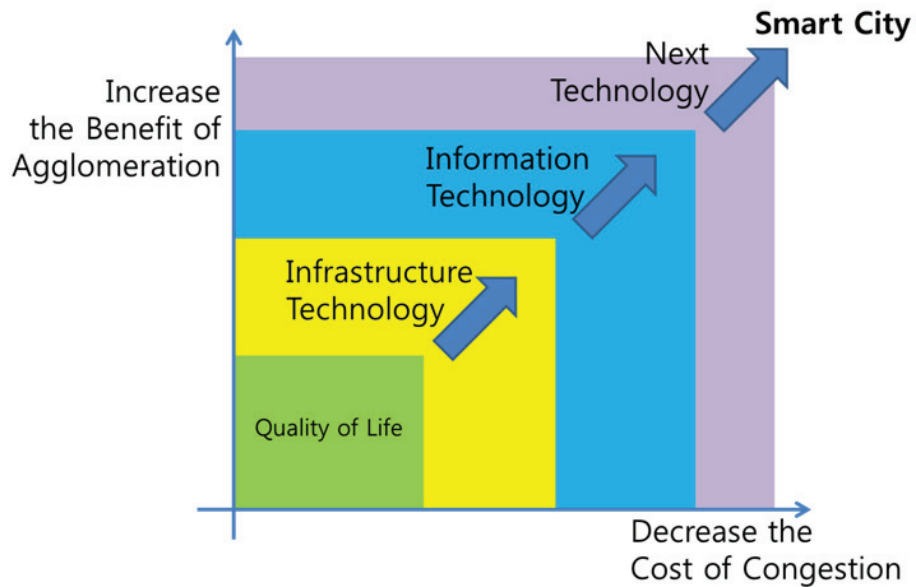 Smart City
Next
Technology
Increase
the Benefit of
Agglomeration
Information
Technology
Infrastructure
Technology
Quality of Life
Decrease the
Cost of Congestion